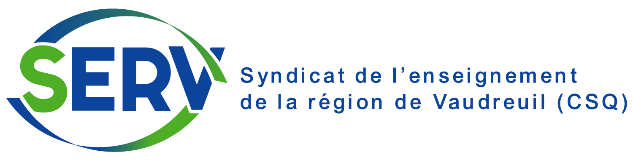 SERV
Syndicat de l'enseignement
de la région de Vaudreuil (CSQ)